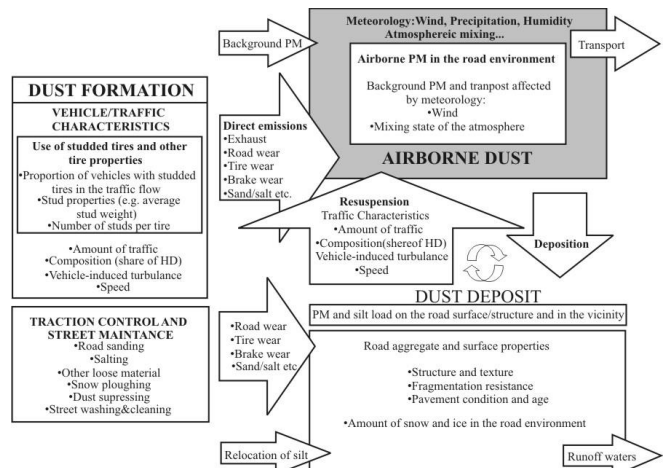 Meteorology:Wind, Precipitation, Humidity
Atmosphereic mixing...
Background PM
Transport
Airborne PM in the road environment
Background PM and tranpost affected
by meteorology:
•Wind
•Mixing state of the atmosphere
AIRBORNE DUST
DUST FORMATION
VEHICLE/TRAFFIC
CHARACTERISTICS
Use of studded tires and other
tire properties
•Proportion of vehicles with studded
tires in the traffic flow
•Stud properties (e.g. average
stud weight)
•Number of studs per tire
•Amount of traffic
•Composition (share of HD)
•Vehicle-induced turbulance
•Speed
Direct emissions
•Exhaust
•Road wear
•Tire wear
•Brake wear
•Sand/salt etc.
Resuspension
Traffic Characteristics
•Amount of traffic
•Composition(shereof HD)
Vehicle-induced turbulance
•Speed
Deposition
TRACTION CONTROL AND
STREET MAINTANCE
•Road sanding
•Salting
•Other loose material
•Snow ploughing
•Dust supressing
•Street washing&cleaning
•Road wear
•Tire wear
•Brake wear
•Sand/salt etc
DUST DEPOSIT
PM and silt load on the road surface/structure and in the vicinity
Road aggregate and surface properties
•Structure and texture
•Fragmentation resistance
•Pavement condition and age
•Amount of snow and ice in the road environment
Relocation of silt
Runoff waters